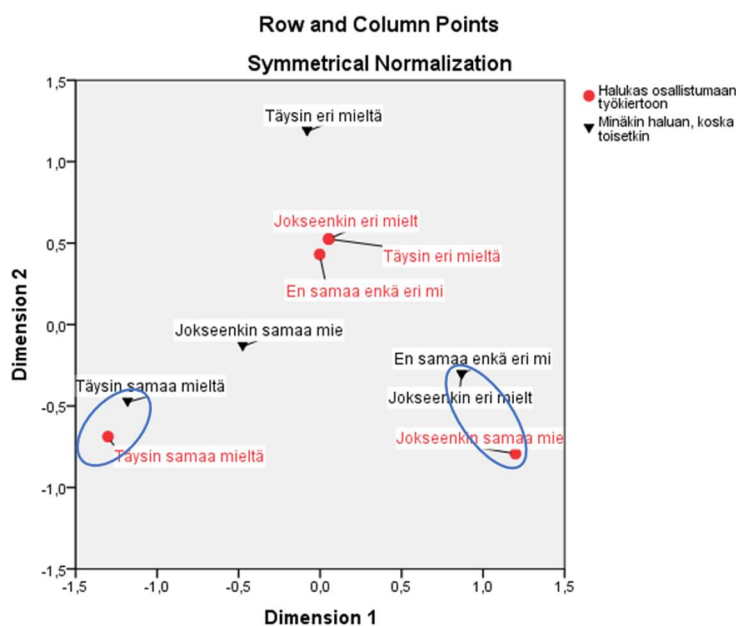 Row and Column Points
Symmetrical Normalization
Halukas osallistumaan
työkiertoon
Minäkin haluan, koska
toisetkin
1,5
1,0
0,5
0,0
-0,5
-1,0
-1,5
Dimension 2
Täysin eri mieltä
Jokseenkin eri mielt
Täysin eri mieltä
En samaa enkä eri mi
Jokseenkin samaa mie
En samaa enkä eri mi
Täysin samaa mieltä
Jokseenkin eri mielt
Jokseenkin samaa mie
Täysin samaa mieltä
-1,5
-1,0
-0,5
0,0
0,5
1,0
1,5
Dimension 1